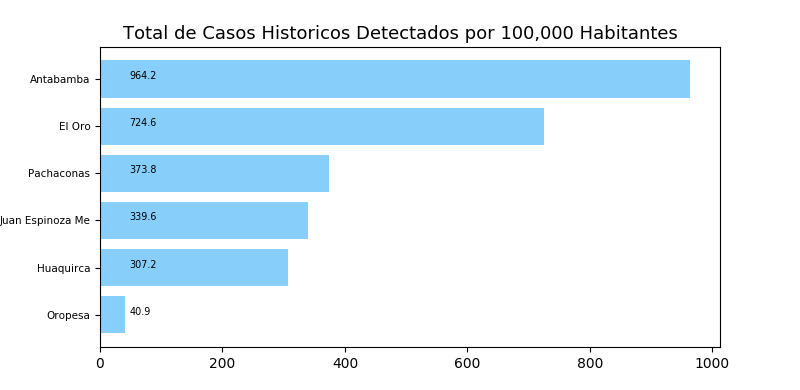 Total de Casos Historicos Detectados por 100,000 Habitantes
Antabamba 964.2
El Oro 724.6
Pachaconas 373.8
Juan Espinoza Me 339.6
Huaquirca 307.2
Oropesa 40.9
0 200 400 600 800 1000